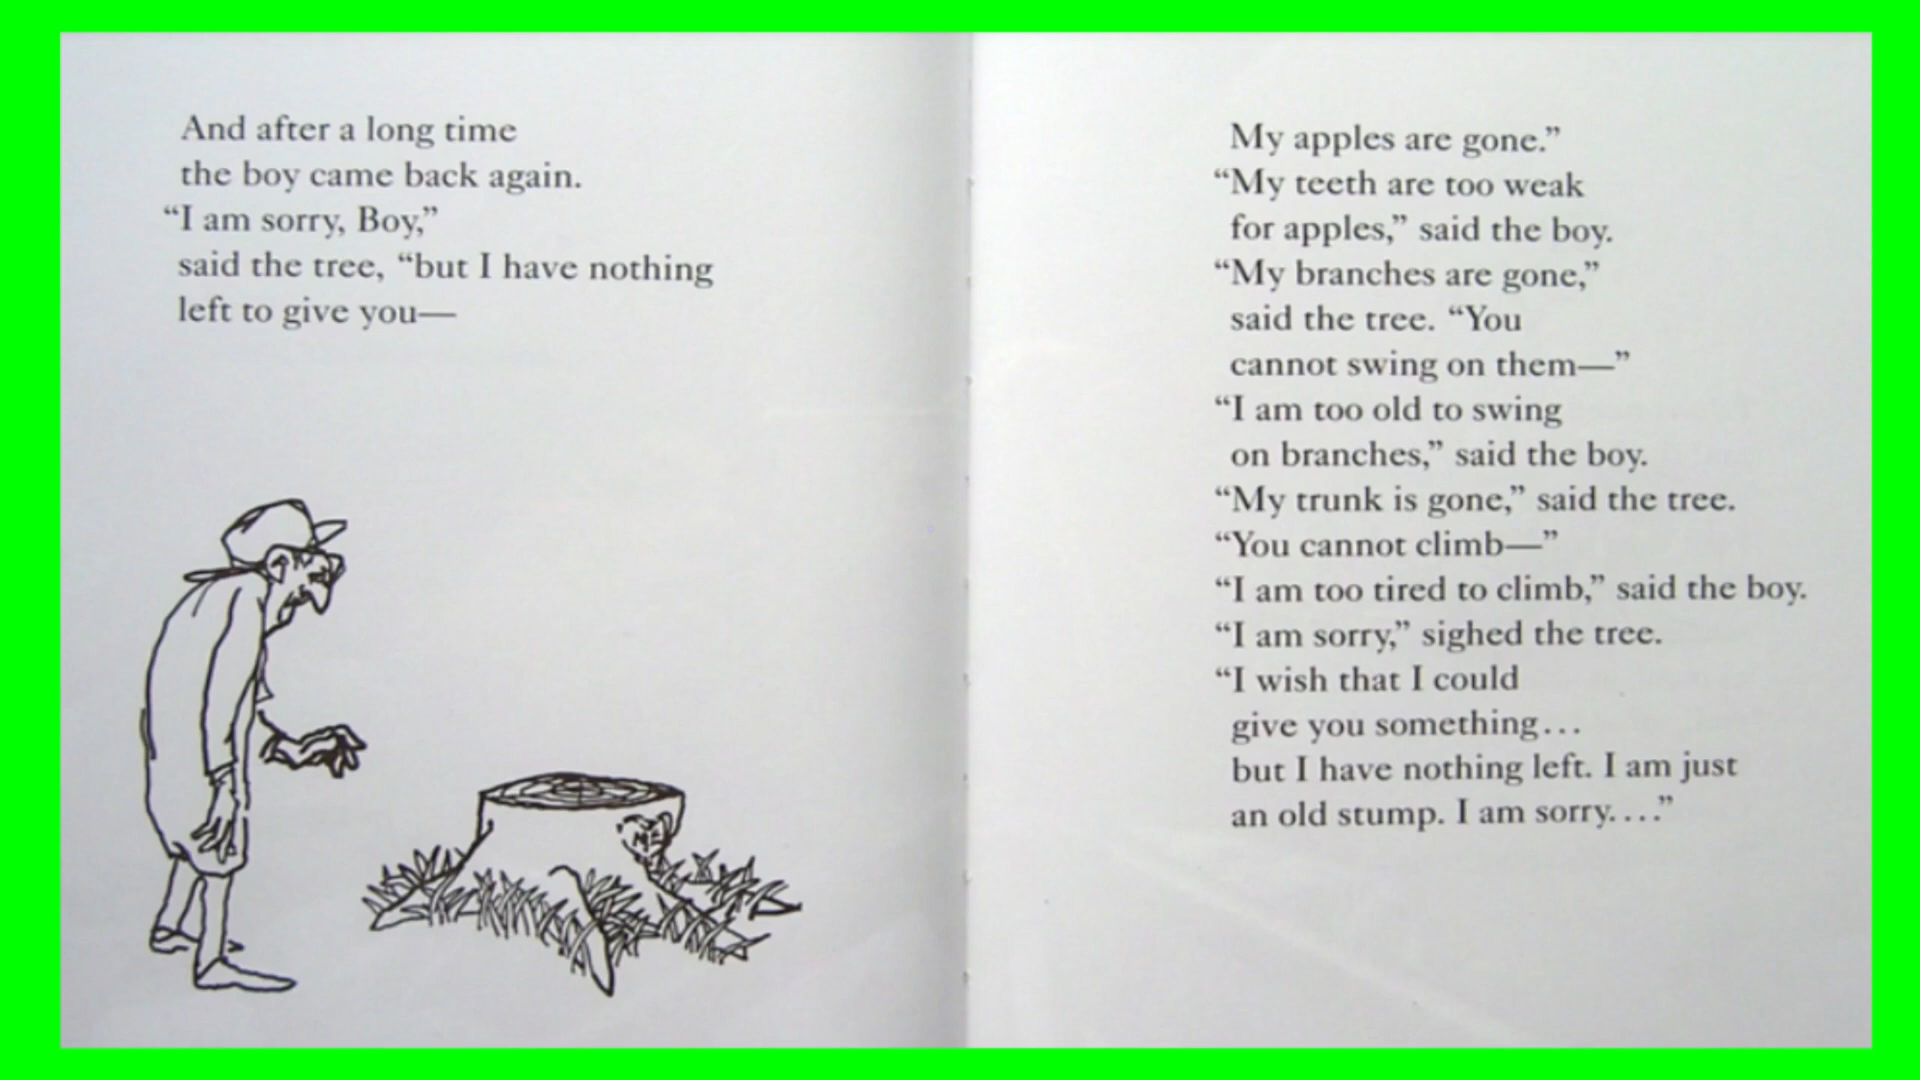 And after a long time
the boy came back again.
“I am sorry, Boy,”
said the tree, “but I have nothing
left to give you—
My apples are gone.”
“My teeth are too weak
for apples,” said the boy.
“My branches are gone,”
said the tree. “You
cannot swing on them—”
“I am too old to swing
on branches,” said the boy.
“My trunk is gone,” said the tree.
“You cannot climb—”
“I am too tired to climb,” said the boy.
“I am sorry,” sighed the tree.
“I wish that I could
give you something...
but I have nothing left. I am just
an old stump. I am sorry....”